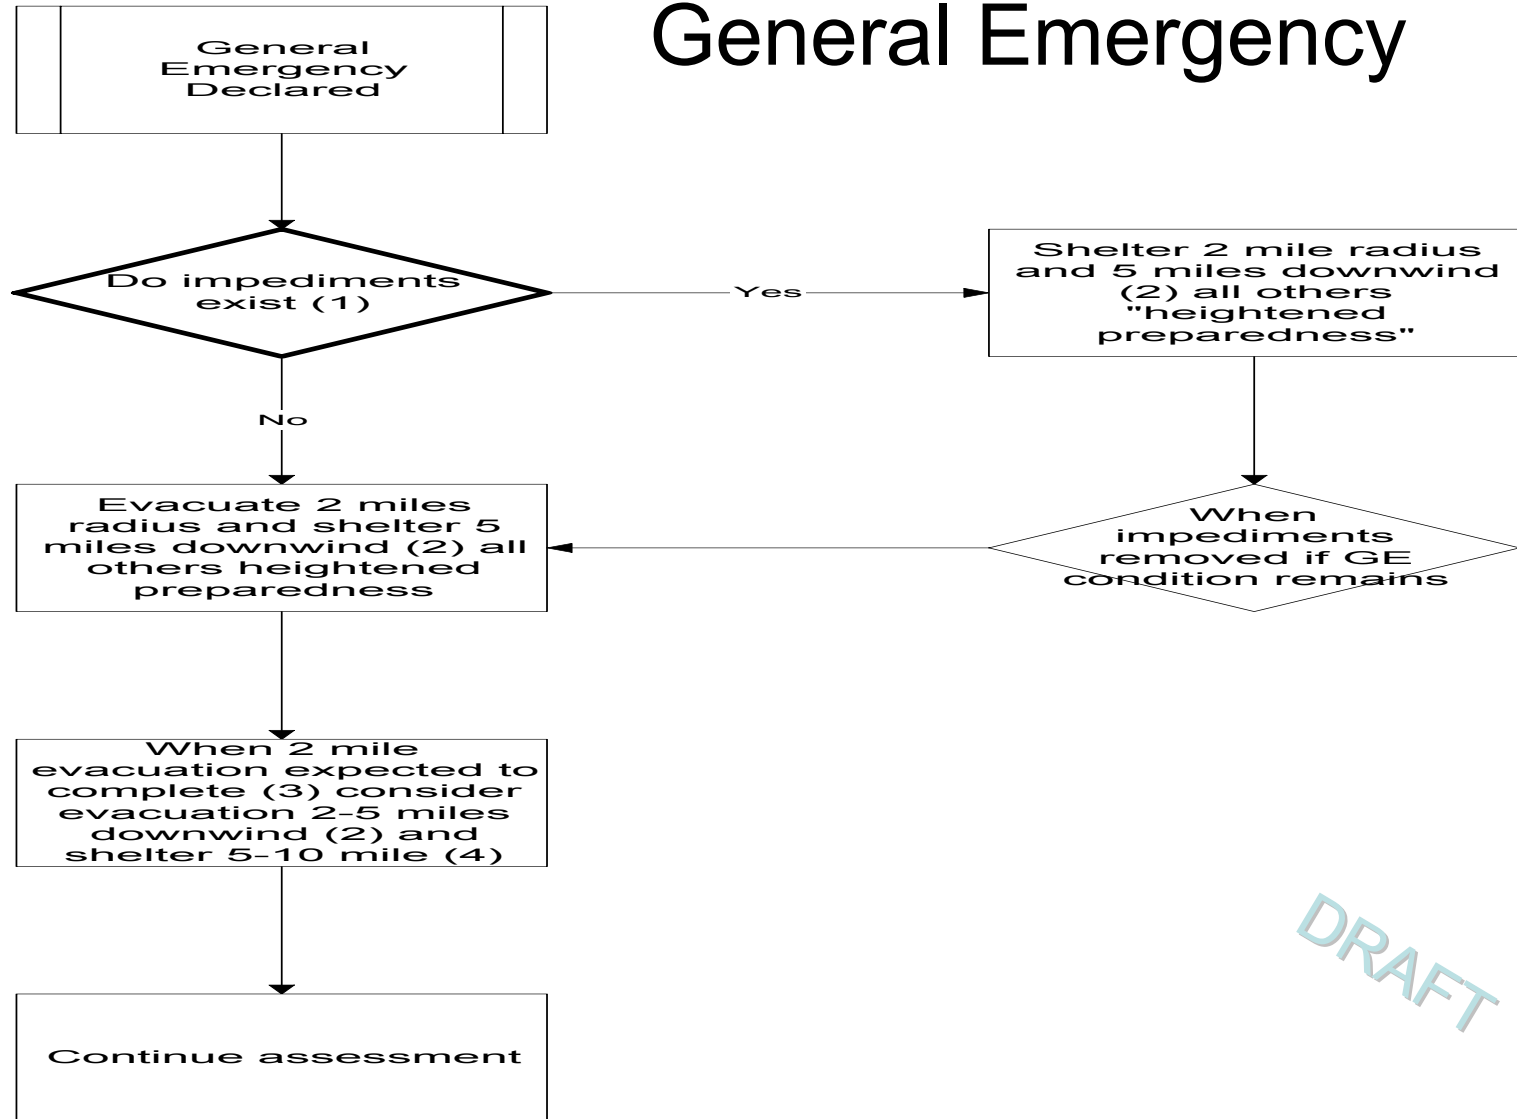 General Emergency
General
Emergency
Declared
Do impediments
exist (1)
Yes
Shelter 2 mile radius
and 5 miles downwind
(2) all others
"heightened
preparedness"
No
Evacuate 2 miles
radius and shelter 5
miles downwind (2) all
others heightened
preparedness
When
impediments
removed if GE
condition remains
When 2 mile
evacuation expected to
complete (3) consider
evacuation 2-5 miles
downwind (2) and
shelter 5-10 mile (4)
Continue assessment
DRAFT